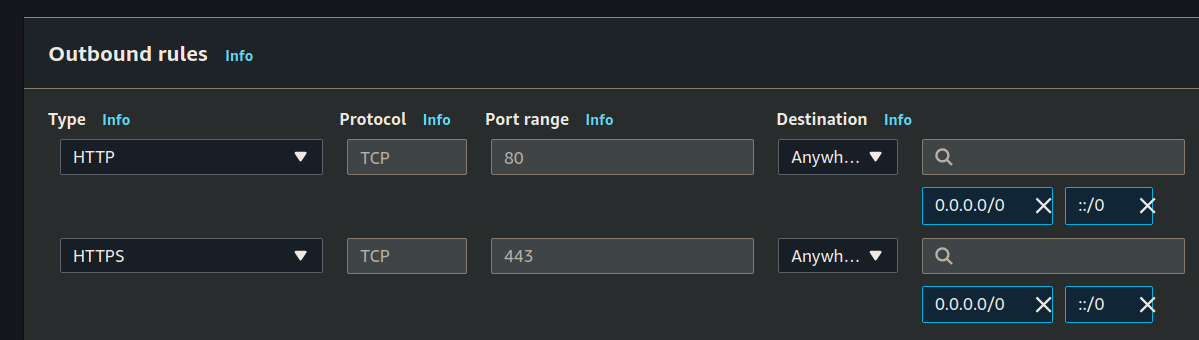 Outbound rules Info
Type Info Protocol Info Port range Info Destination Info
HTTP TCP 80 Anywh...
0.0.0.0/0 ::/0
HTTPS TCP 443 Anywh...
0.0.0.0/0 ::/0